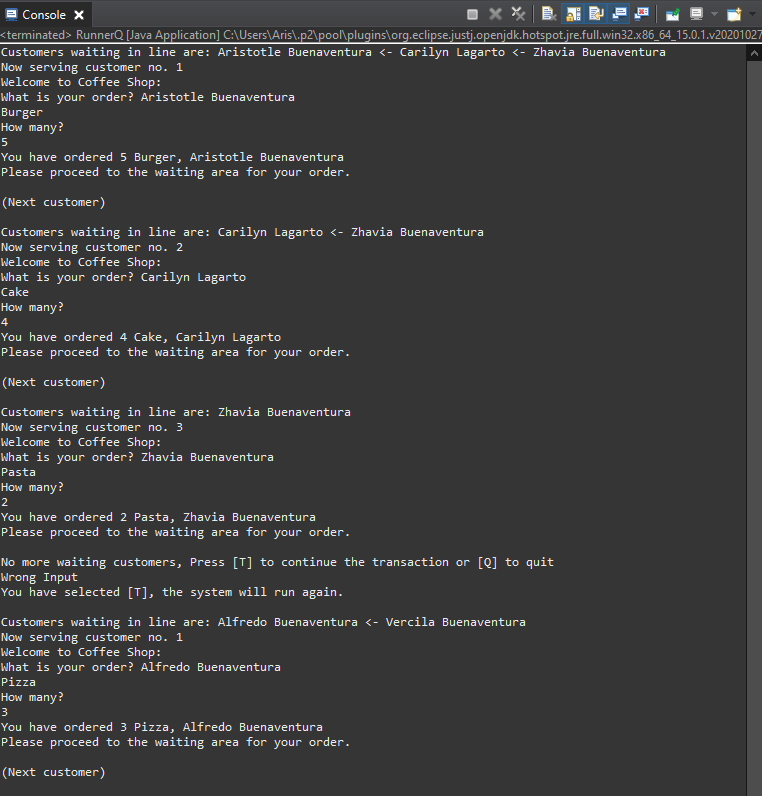 Console
<terminated> RunnerQ [Java Application] C:\Users\Aris\.p2\pool\plugins\org.eclipse.justj.openjdk.hotspot.jre.full.win32.x86_64_15.0.1.v20201027
Customers waiting in line are: Aristotle Buenaventura <- Carilyn Lagarto <- Zhavia Buenaventura
Now serving customer no. 1
Welcome to Coffee Shop:
What is your order? Aristotle Buenaventura
Burger
How many?
5
You have ordered 5 Burger, Aristotle Buenaventura
Please proceed to the waiting area for your order.

(Next customer)

Customers waiting in line are: Carilyn Lagarto <- Zhavia Buenaventura
Now serving customer no. 2
Welcome to Coffee Shop:
What is your order? Carilyn Lagarto
Cake
How many?
4
You have ordered 4 Cake, Carilyn Lagarto
Please proceed to the waiting area for your order.

(Next customer)

Customers waiting in line are: Zhavia Buenaventura
Now serving customer no. 3
Welcome to Coffee Shop:
What is your order? Zhavia Buenaventura
Pasta
How many?
2
You have ordered 2 Pasta, Zhavia Buenaventura
Please proceed to the waiting area for your order.

No more waiting customers, Press [T] to continue the transaction or [Q] to quit
Wrong Input
You have selected [T], the system will run again.

Customers waiting in line are: Alfredo Buenaventura <- Vercila Buenaventura
Now serving customer no. 1
Welcome to Coffee Shop:
What is your order? Alfredo Buenaventura
Pizza
How many?
3
You have ordered 3 Pizza, Alfredo Buenaventura
Please proceed to the waiting area for your order.

(Next customer)